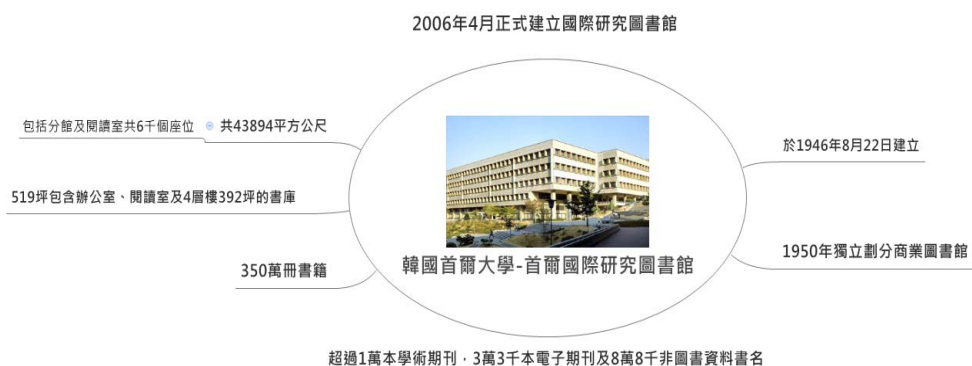 2006年4月正式建立國際研究圖書館
包括分館及閱讀室共6千個座位
共43894平方公尺
519坪包含辦公室、閱讀室及4層樓392坪的書庫
350萬冊書籍
韓國首爾大學-首爾國際研究圖書館
於1946年8月22日建立
1950年獨立劃分商業圖書館
超過1萬本學術期刊，3萬3千本電子期刊及8萬8千非圖書資料書名